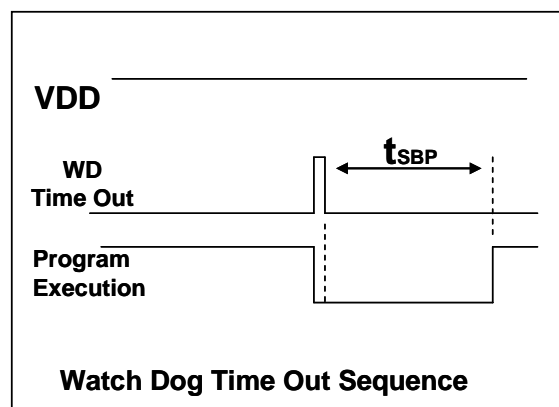 VDD
tSBP
WD
Time Out
Program
Execution
Watch Dog Time Out Sequence